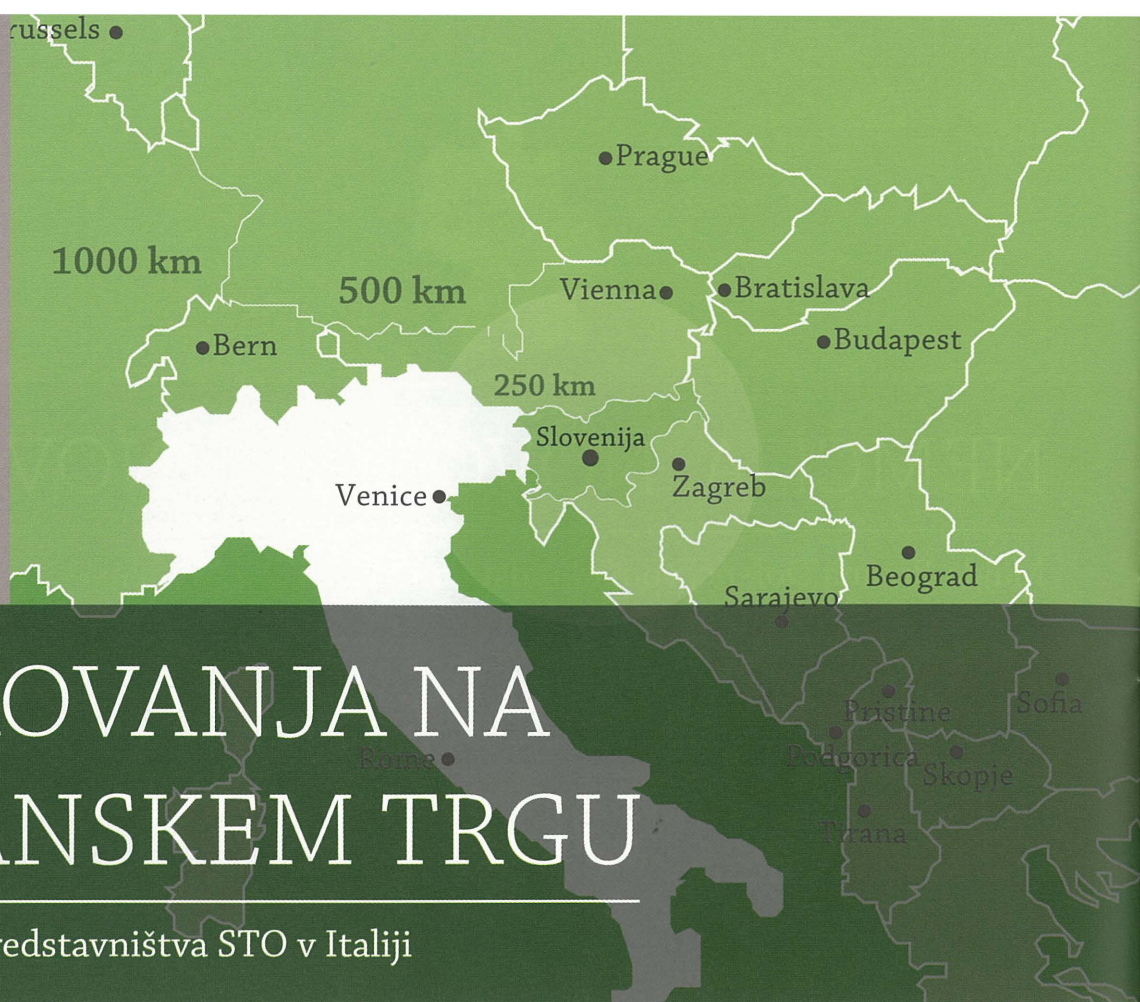 russels
Prague
1000 km
500 km
Vienna
Bratislava
Bern
Budapest
250 km
Slovenija
Venice
Zagreb
Beograd
Sarajevo
OVANJA NA
Pristine
Sofia
Podgorica
Rome
Skopje
ANSKEM TRGU
Tirana
redstavništva STO v Italiji